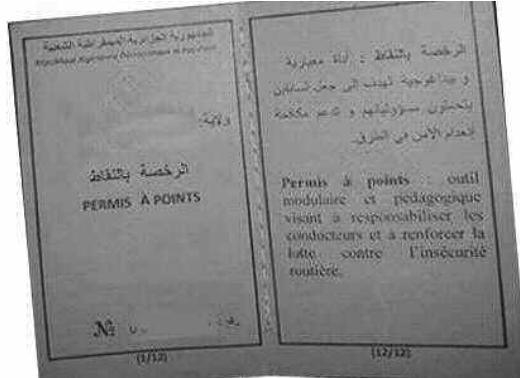 الجمهورية الجزائرية الديمقراطية الشعبية
République Algérienne Démocratique et Populaire
ولاية:
الرخصة بالنقاط
PERMIS À POINTS
№
(1/12)
الرخصة بالنقاط : أداة معيارية
و بيداغوجية تهدف إلى جعل السائقين
يتحملون مسؤولياتهم و تدعم مكافحة
إنعدام الأمن في الطرق.
Permis à points : outil
modulaire et pédagogique
visant à responsabiliser les
conducteurs et à renforcer la
lutte contre l'insécurité
routière.
(12/12)